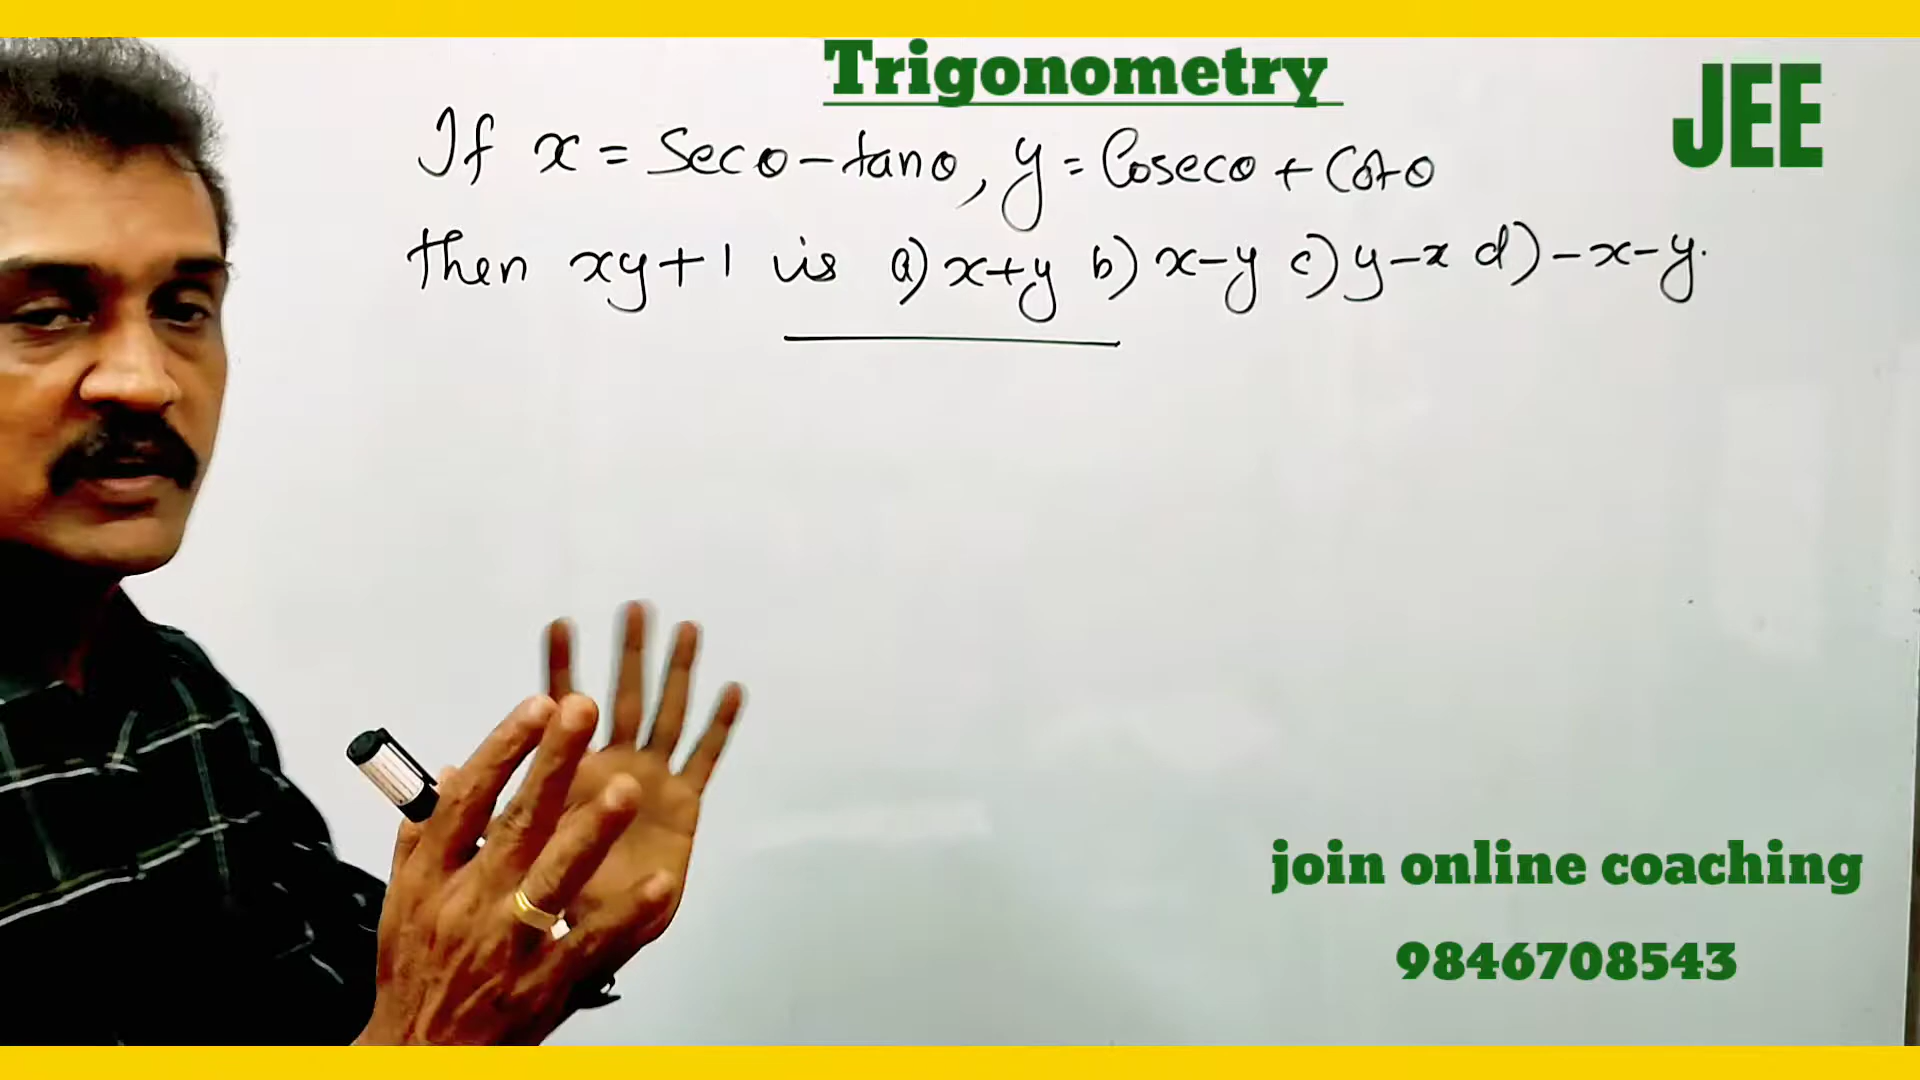 Trigonometry
JEE
If x = Secθ - tanθ, y = Cosecθ + Cotθ
then xy+1 is a) x+y b) x-y c) y-x d) -x-y.
join online coaching
9846708543